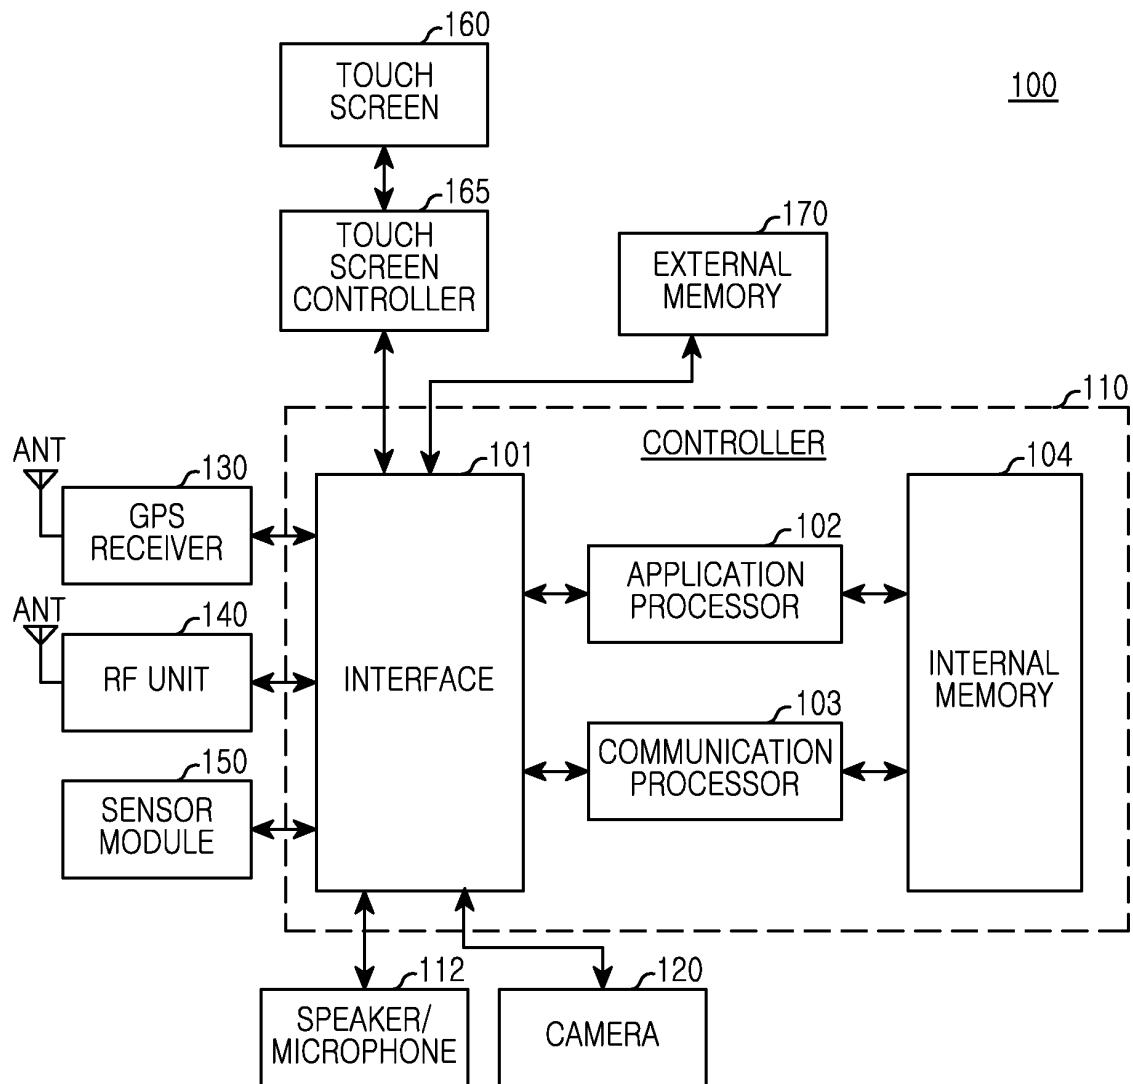 160
TOUCH
SCREEN
100
165
TOUCH
SCREEN
CONTROLLER
170
EXTERNAL
MEMORY
110
CONTROLLER
ANT
130
GPS
RECEIVER
101
INTERFACE
104
INTERNAL
MEMORY
102
APPLICATION
PROCESSOR
ANT
140
RF UNIT
103
COMMUNICATION
PROCESSOR
150
SENSOR
MODULE
112
SPEAKER/
MICROPHONE
120
CAMERA